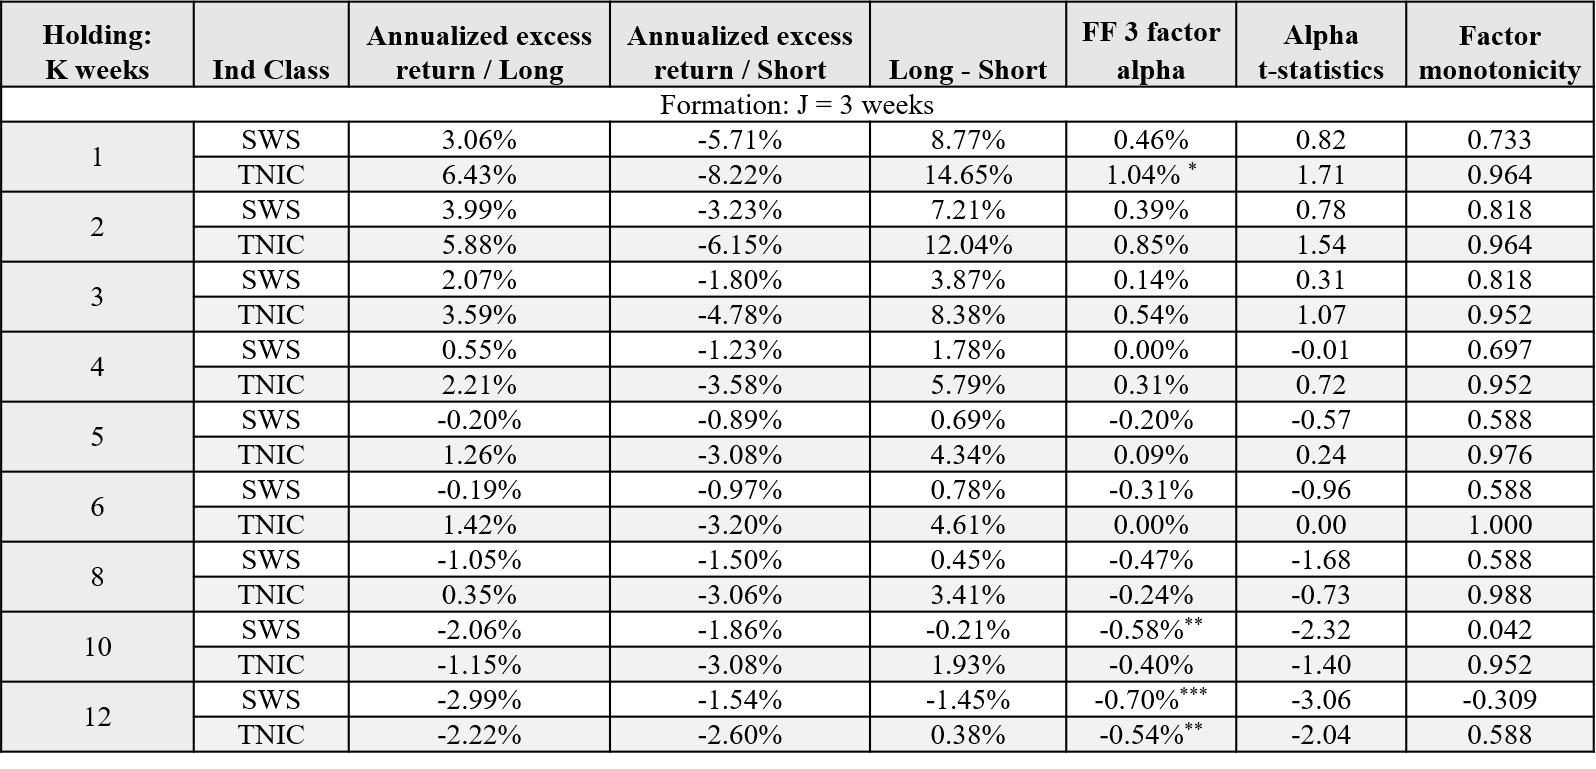 Holding: K weeks | Ind Class | Annualized excess return / Long | Annualized excess return / Short | Long - Short | FF 3 factor alpha | Alpha t-statistics | Factor monotonicity
Formation: J = 3 weeks
1 | SWS | 3.06% | -5.71% | 8.77% | 0.46% | 0.82 | 0.733
TNIC | 6.43% | -8.22% | 14.65% | 1.04% * | 1.71 | 0.964
2 | SWS | 3.99% | -3.23% | 7.21% | 0.39% | 0.78 | 0.818
TNIC | 5.88% | -6.15% | 12.04% | 0.85% | 1.54 | 0.964
3 | SWS | 2.07% | -1.80% | 3.87% | 0.14% | 0.31 | 0.818
TNIC | 3.59% | -4.78% | 8.38% | 0.54% | 1.07 | 0.952
4 | SWS | 0.55% | -1.23% | 1.78% | 0.00% | -0.01 | 0.697
TNIC | 2.21% | -3.58% | 5.79% | 0.31% | 0.72 | 0.952
5 | SWS | -0.20% | -0.89% | 0.69% | -0.20% | -0.57 | 0.588
TNIC | 1.26% | -3.08% | 4.34% | 0.09% | 0.24 | 0.976
6 | SWS | -0.19% | -0.97% | 0.78% | -0.31% | -0.96 | 0.588
TNIC | 1.42% | -3.20% | 4.61% | 0.00% | 0.00 | 1.000
8 | SWS | -1.05% | -1.50% | 0.45% | -0.47% | -1.68 | 0.588
TNIC | 0.35% | -3.06% | 3.41% | -0.24% | -0.73 | 0.988
10 | SWS | -2.06% | -1.86% | -0.21% | -0.58%** | -2.32 | 0.042
TNIC | -1.15% | -3.08% | 1.93% | -0.40% | -1.40 | 0.952
12 | SWS | -2.99% | -1.54% | -1.45% | -0.70%*** | -3.06 | -0.309
TNIC | -2.22% | -2.60% | 0.38% | -0.54%** | -2.04 | 0.588